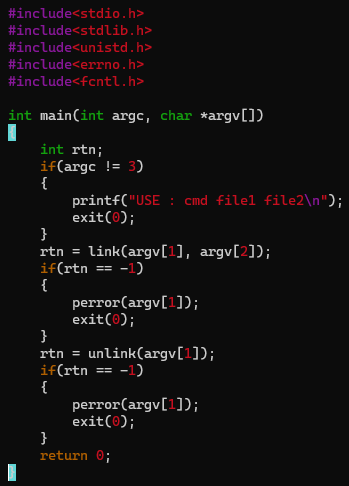 #include<stdio.h>
#include<stdlib.h>
#include<unistd.h>
#include<errno.h>
#include<fcntl.h>

int main(int argc, char *argv[])
{
    int rtn;
    if(argc != 3)
    {
        printf("USE : cmd file1 file2\n");
        exit(0);
    }
    rtn = link(argv[1], argv[2]);
    if(rtn == -1)
    {
        perror(argv[1]);
        exit(0);
    }
    rtn = unlink(argv[1]);
    if(rtn == -1)
    {
        perror(argv[1]);
        exit(0);
    }
    return 0;
}